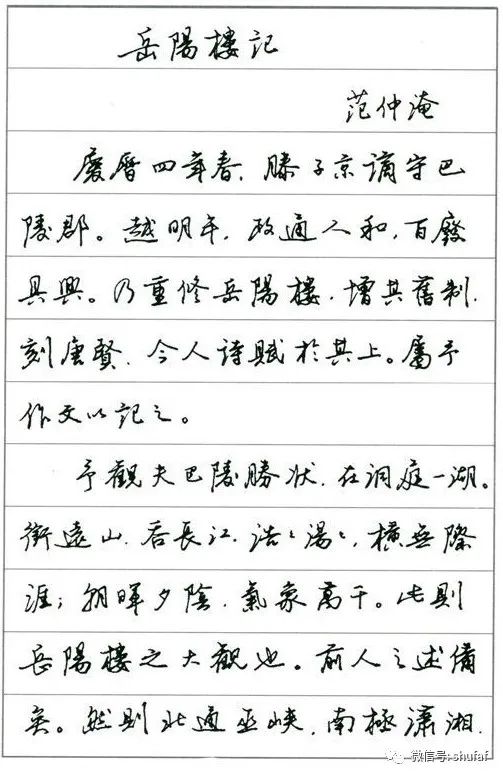 岳陽樓記
范仲淹
慶曆四年春,滕子京謫守巴
陵郡。越明年,政通人和,百廢
具興。乃重修岳陽樓,增其舊制,
刻唐賢、今人詩賦於其上。屬予
作文以記之。
予觀夫巴陵勝狀,在洞庭一湖。
銜遠山,吞長江,浩〻湯〻,橫無際
涯;朝暉夕陰,氣象萬千。此則
岳陽樓之大觀也。前人之述備
矣。然則北通巫峽,南極瀟湘,
微信号: shufaf